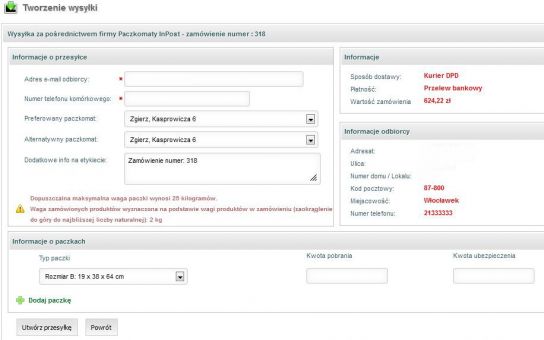 Tworzenie wysyłki
Wysyłka za pośrednictwem firmy Paczkomaty InPost - zamówienie numer : 318
Informacje o przesyłce
Adres e-mail odbiorcy: *
Numer telefonu komórkowego: *
Preferowany paczkomat: Zgierz, Kasprowicza 6
Alternatywny paczkomat: Zgierz, Kasprowicza 6
Dodatkowe info na etykiecie: Zamówienie numer: 318
Dopuszczalna maksymalna waga paczki wynosi 25 kilogramów.
Waga zamówionych produktów wyznaczona na podstawie wagi produktów w zamówieniu (zaokrąglenie
do góry do najbliższej liczby naturalnej): 2 kg
Informacje
Sposób dostawy: Kurier DPD
Płatność: Przelew bankowy
Wartość zamówienia 624,22 zł
Informacje odbiorcy
Adresat:
Ulica:
Numer domu / Lokalu:
Kod pocztowy: 87-800
Miejscowość: Włocławek
Numer telefonu: 21333333
Informacje o paczkach
Typ paczki Kwota pobrania Kwota ubezpieczenia
Rozmiar B: 19 x 38 x 64 cm
Dodaj paczkę
Utwórz przesyłkę Powrót